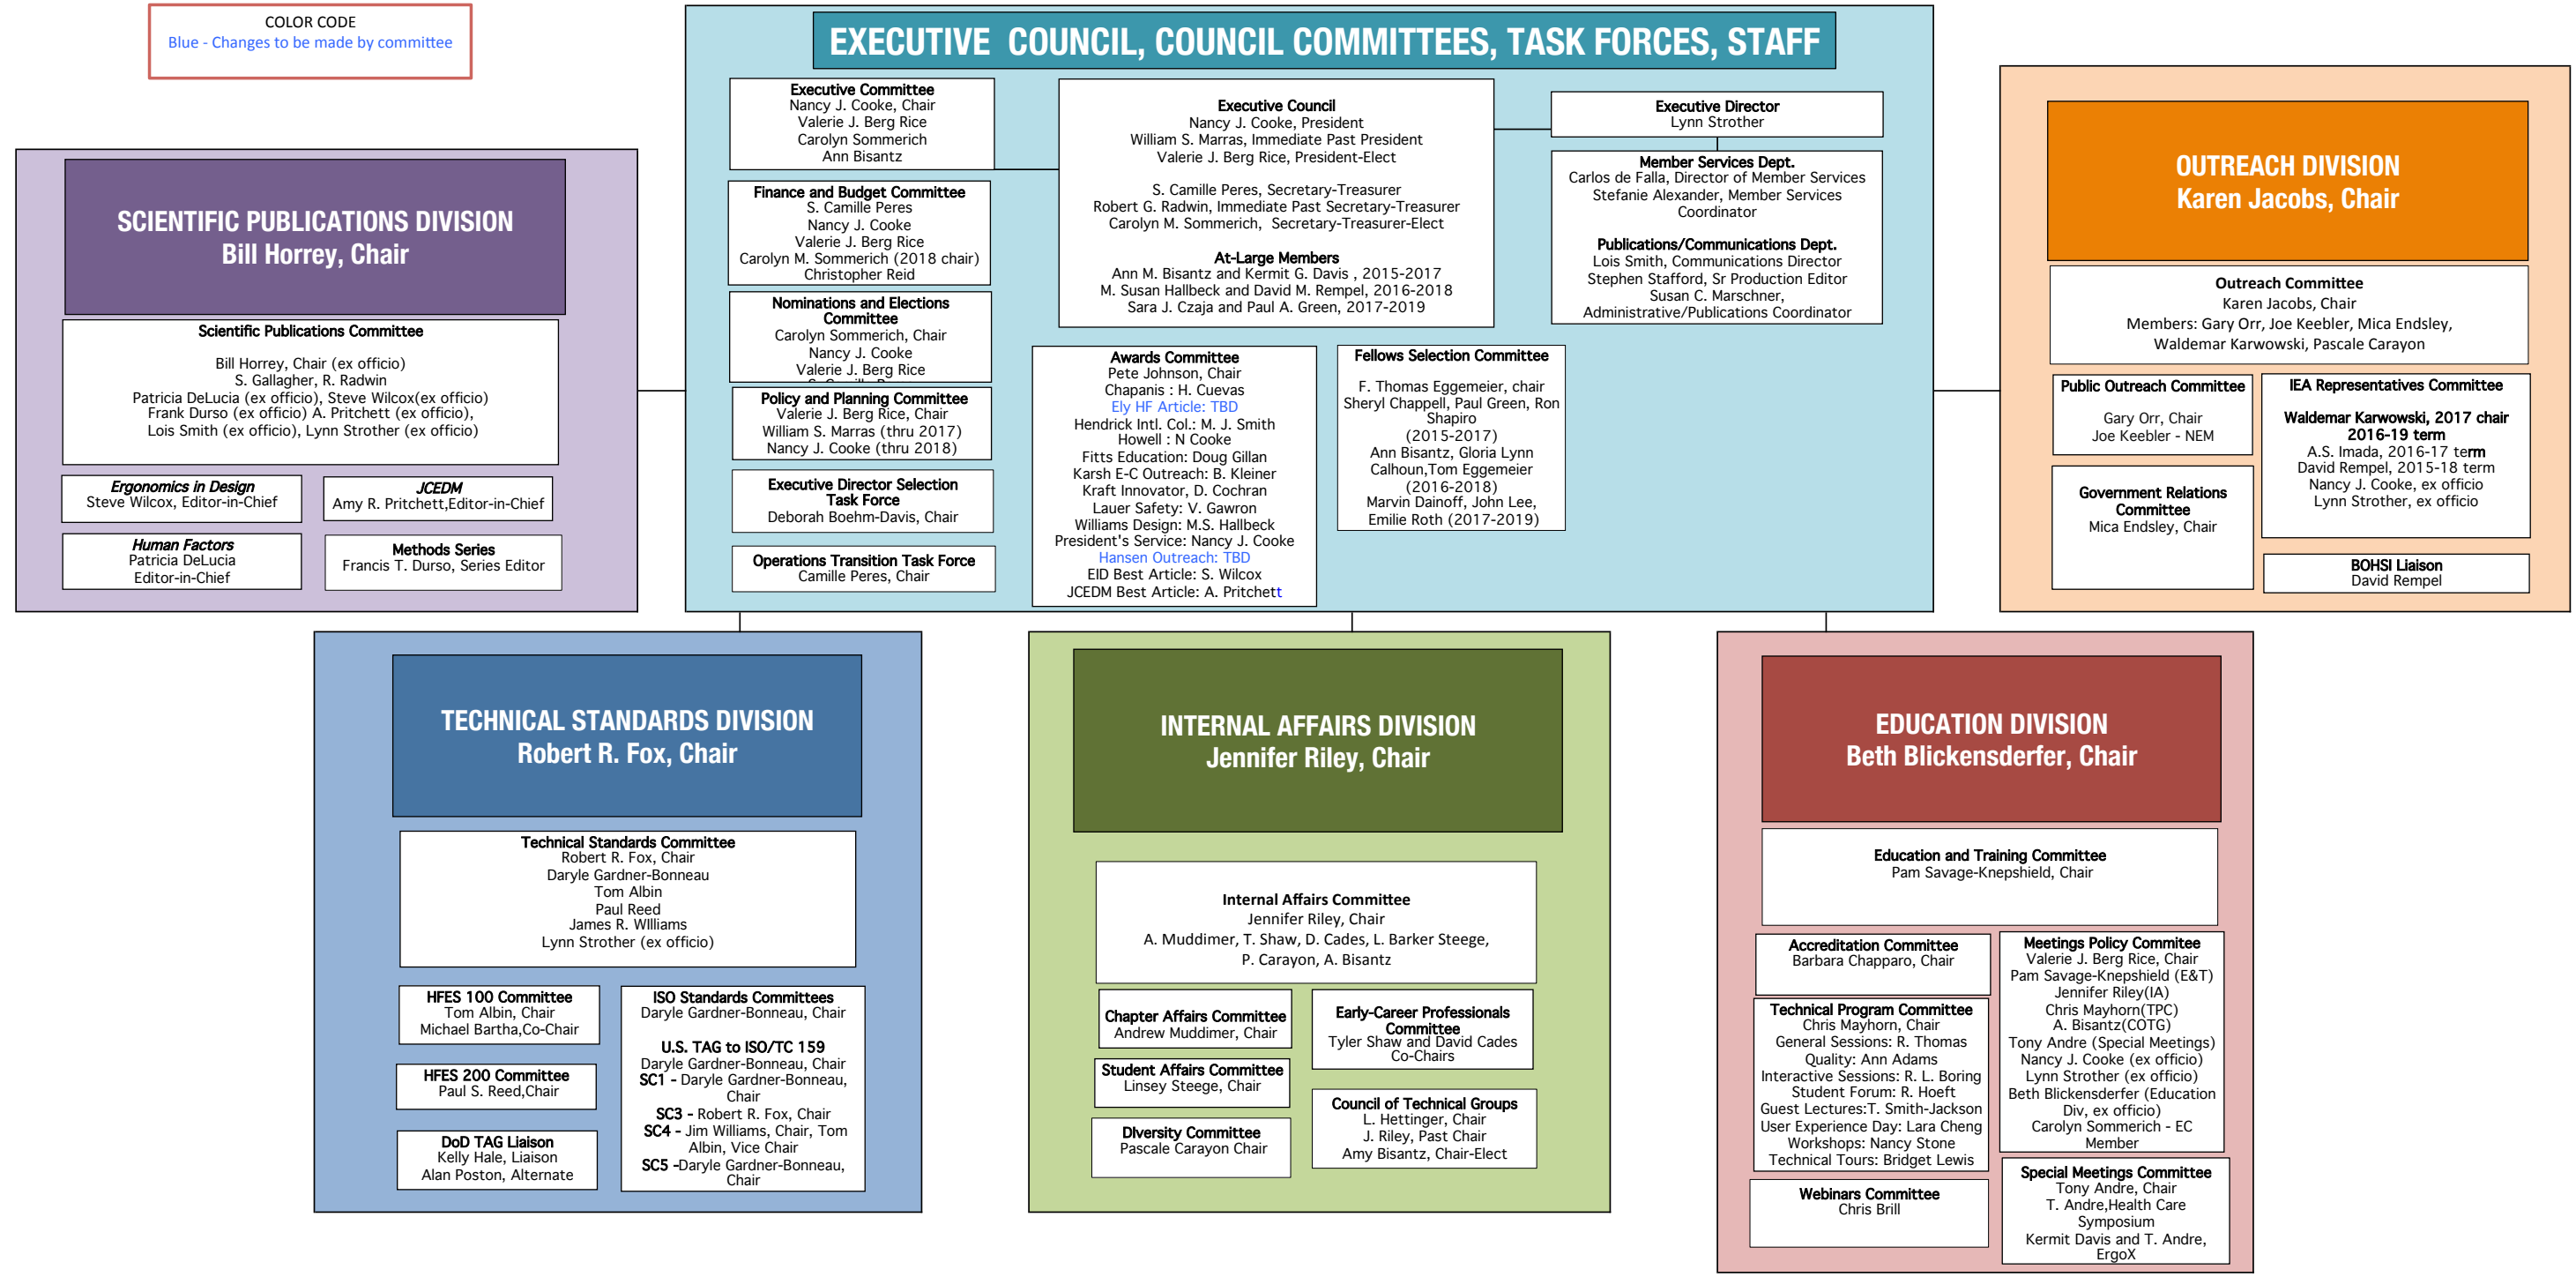 COLOR CODE
Blue - Changes to be made by committee
EXECUTIVE  COUNCIL, COUNCIL COMMITTEES, TASK FORCES, STAFF
Executive Committee
Nancy J. Cooke, Chair
Valerie J. Berg Rice
Carolyn Sommerich
Ann Bisantz
Finance and Budget Committee
S. Camille Peres
Nancy J. Cooke
Valerie J. Berg Rice
Carolyn M. Sommerich (2018 chair)
Christopher Reid
Nominations and Elections
Committee
Carolyn Sommerich, Chair
Nancy J. Cooke
Valerie J. Berg Rice
Policy and Planning Committee
Valerie J. Berg Rice, Chair
William S. Marras (thru 2017)
Nancy J. Cooke (thru 2018)
Executive Director Selection
Task Force
Deborah Boehm-Davis, Chair
Operations Transition Task Force
Camille Peres, Chair
Executive Council
Nancy J. Cooke, President
William S. Marras, Immediate Past President
Valerie J. Berg Rice, President-Elect
S. Camille Peres, Secretary-Treasurer
Robert G. Radwin, Immediate Past Secretary-Treasurer
Carolyn M. Sommerich,  Secretary-Treasurer-Elect
At-Large Members
Ann M. Bisantz and Kermit G. Davis , 2015-2017
M. Susan Hallbeck and David M. Rempel, 2016-2018
Sara J. Czaja and Paul A. Green, 2017-2019
Awards Committee
Pete Johnson, Chair
Chapanis : H. Cuevas
Ely HF Article: TBD
Hendrick Intl. Col.: M. J. Smith
Howell : N Cooke
Fitts Education: Doug Gillan
Karsh E-C Outreach: B. Kleiner
Kraft Innovator, D. Cochran
Lauer Safety: V. Gawron
Williams Design: M.S. Hallbeck
President's Service: Nancy J. Cooke
Hansen Outreach: TBD
EID Best Article: S. Wilcox
JCEDM Best Article: A. Pritchett
Fellows Selection Committee
F. Thomas Eggemeier, chair
Sheryl Chappell, Paul Green, Ron
Shapiro
(2015-2017)
Ann Bisantz, Gloria Lynn
Calhoun,Tom Eggemeier
(2016-2018)
Marvin Dainoff, John Lee,
Emilie Roth (2017-2019)
Executive Director
Lynn Strother
Member Services Dept.
Carlos de Falla, Director of Member Services
Stefanie Alexander, Member Services
Coordinator
Publications/Communications Dept.
Lois Smith, Communications Director
Stephen Stafford, Sr Production Editor
Susan C. Marschner,
Administrative/Publications Coordinator
SCIENTIFIC PUBLICATIONS DIVISION
Bill Horrey, Chair
Scientific Publications Committee
Bill Horrey, Chair (ex officio)
S. Gallagher, R. Radwin
Patricia DeLucia (ex officio), Steve Wilcox(ex officio)
Frank Durso (ex officio) A. Pritchett (ex officio),
Lois Smith (ex officio), Lynn Strother (ex officio)
Ergonomics in Design
Steve Wilcox, Editor-in-Chief
JCEDM
Amy R. Pritchett,Editor-in-Chief
Human Factors
Patricia DeLucia
Editor-in-Chief
Methods Series
Francis T. Durso, Series Editor
OUTREACH DIVISION
Karen Jacobs, Chair
Outreach Committee
Karen Jacobs, Chair
Members: Gary Orr, Joe Keebler, Mica Endsley,
Waldemar Karwowski, Pascale Carayon
Public Outreach Committee
Gary Orr, Chair
Joe Keebler - NEM
Government Relations
Committee
Mica Endsley, Chair
IEA Representatives Committee
Waldemar Karwowski, 2017 chair
2016-19 term
A.S. Imada, 2016-17 term
David Rempel, 2015-18 term
Nancy J. Cooke, ex officio
Lynn Strother, ex officio
BOHSI Liaison
David Rempel
TECHNICAL STANDARDS DIVISION
Robert R. Fox, Chair
Technical Standards Committee
Robert R. Fox, Chair
Daryle Gardner-Bonneau
Tom Albin
Paul Reed
James R. WIlliams
Lynn Strother (ex officio)
HFES 100 Committee
Tom Albin, Chair
Michael Bartha,Co-Chair
HFES 200 Committee
Paul S. Reed,Chair
DoD TAG Liaison
Kelly Hale, Liaison
Alan Poston, Alternate
ISO Standards Committees
Daryle Gardner-Bonneau, Chair
U.S. TAG to ISO/TC 159
Daryle Gardner-Bonneau, Chair
SC1 - Daryle Gardner-Bonneau,
Chair
SC3 - Robert R. Fox, Chair
SC4 - Jim Williams, Chair, Tom
Albin, Vice Chair
SC5 -Daryle Gardner-Bonneau,
Chair
INTERNAL AFFAIRS DIVISION
Jennifer Riley, Chair
Internal Affairs Committee
Jennifer Riley, Chair
A. Muddimer, T. Shaw, D. Cades, L. Barker Steege,
P. Carayon, A. Bisantz
Chapter Affairs Committee
Andrew Muddimer, Chair
Student Affairs Committee
Linsey Steege, Chair
DIversity Committee
Pascale Carayon Chair
Early-Career Professionals
Committee
Tyler Shaw and David Cades
Co-Chairs
Council of Technical Groups
L. Hettinger, Chair
J. Riley, Past Chair
Amy Bisantz, Chair-Elect
EDUCATION DIVISION
Beth Blickensderfer, Chair
Education and Training Committee
Pam Savage-Knepshield, Chair
Accreditation Committee
Barbara Chapparo, Chair
Technical Program Committee
Chris Mayhorn, Chair
General Sessions: R. Thomas
Quality: Ann Adams
Interactive Sessions: R. L. Boring
Student Forum: R. Hoeft
Guest Lectures:T. Smith-Jackson
User Experience Day: Lara Cheng
Workshops: Nancy Stone
Technical Tours: Bridget Lewis
Webinars Committee
Chris Brill
Meetings Policy Commitee
Valerie J. Berg Rice, Chair
Pam Savage-Knepshield (E&T)
Jennifer Riley(IA)
Chris Mayhorn(TPC)
A. Bisantz(COTG)
Tony Andre (Special Meetings)
Nancy J. Cooke (ex officio)
Lynn Strother (ex officio)
Beth Blickensderfer (Education
Div, ex officio)
Carolyn Sommerich - EC
Member
Special Meetings Committee
Tony Andre, Chair
T. Andre,Health Care
Symposium
Kermit Davis and T. Andre,
ErgoX